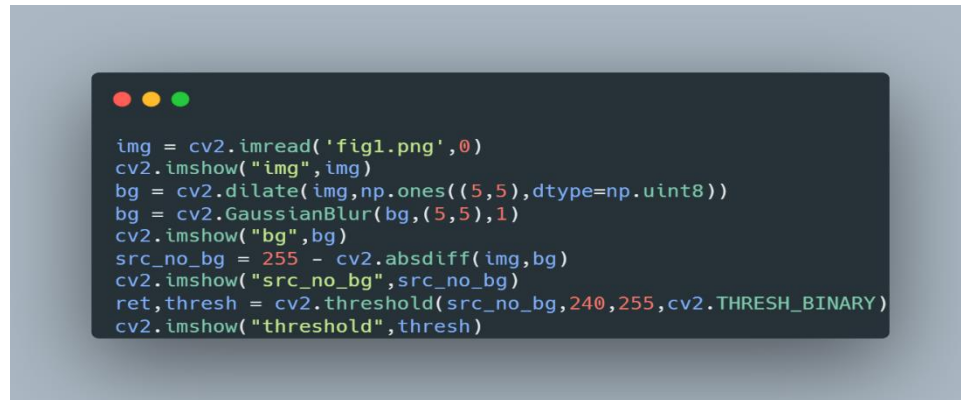 img = cv2.imread('fig1.png',0)
cv2.imshow("img",img)
bg = cv2.dilate(img,np.ones((5,5),dtype=np.uint8))
bg = cv2.GaussianBlur(bg,(5,5),1)
cv2.imshow("bg",bg)
src_no_bg = 255 - cv2.absdiff(img,bg)
cv2.imshow("src_no_bg",src_no_bg)
ret,thresh = cv2.threshold(src_no_bg,240,255,cv2.THRESH_BINARY)
cv2.imshow("threshold",thresh)